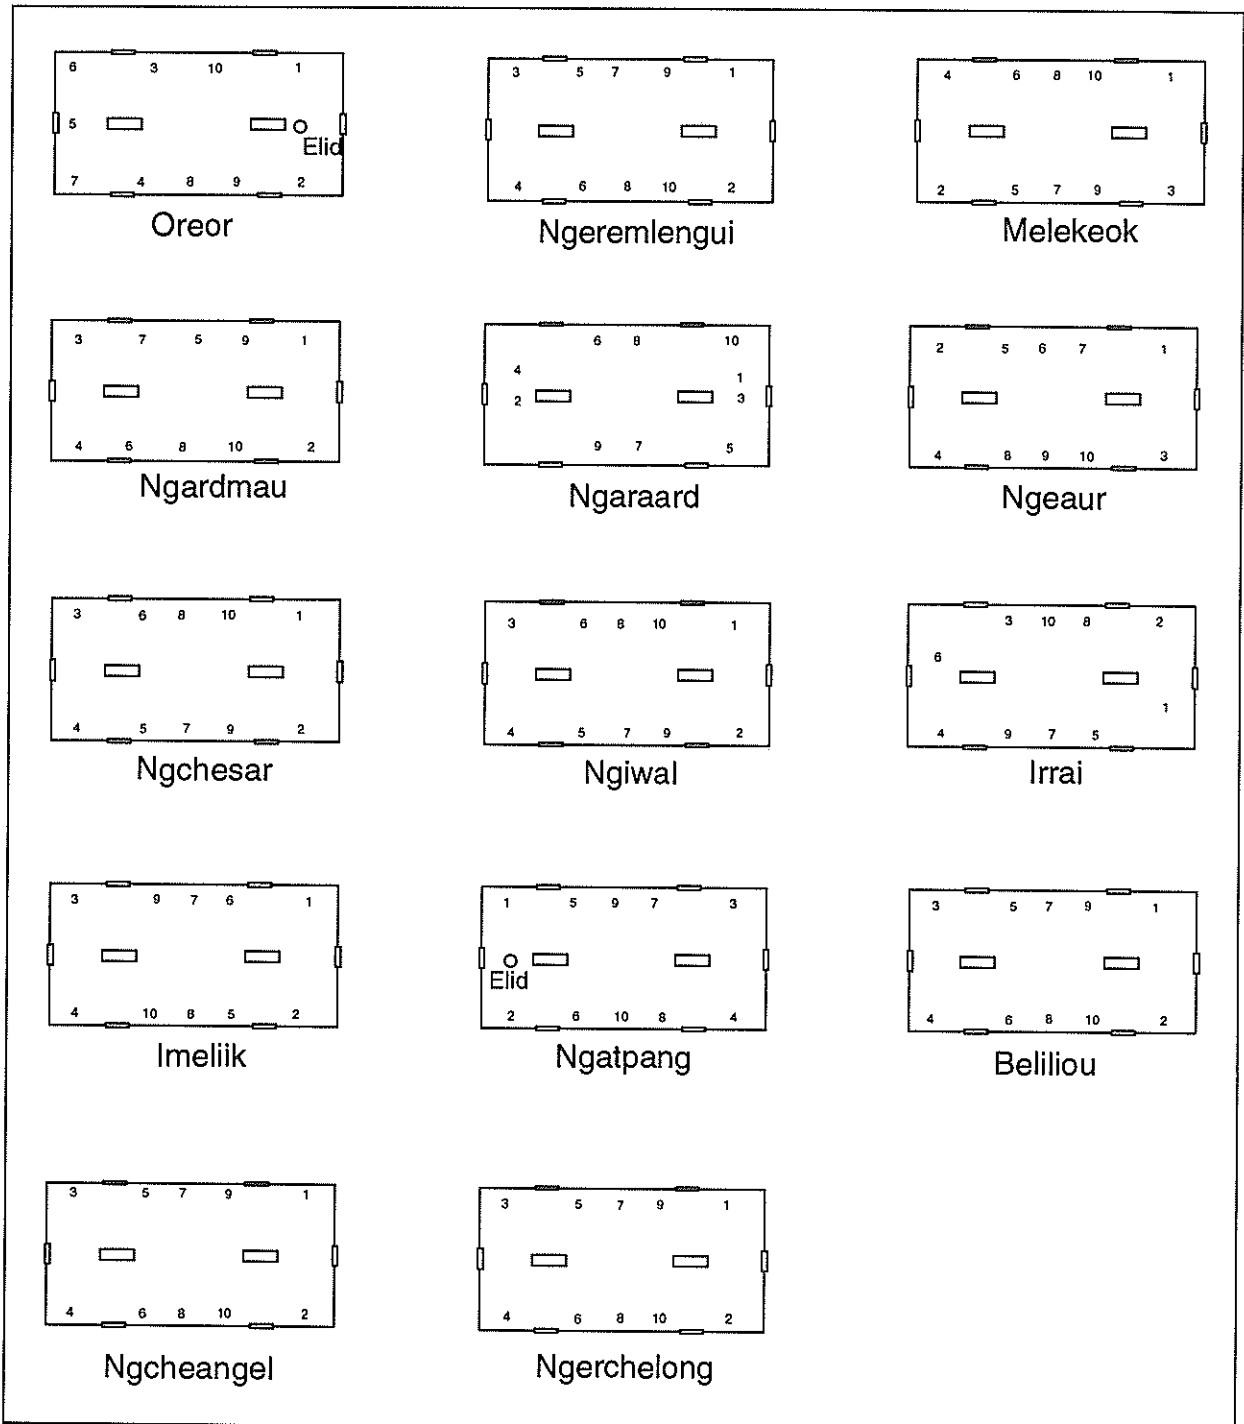 6 3 10 1
5
Elid
7 4 8 9 2
Oreor
3 5 7 9 1
4 6 8 10 2
Ngeremlengui
4 6 8 10 1
2 5 7 9 3
Melekeok
3 7 5 9 1
4 6 8 10 2
Ngardmau
6 8 10
4 1
2 3
9 7 5
Ngaraard
2 5 6 7 1
4 8 9 10 3
Ngeaur
3 6 8 10 1
4 5 7 9 2
Ngchesar
3 6 8 10 1
4 5 7 9 2
Ngiwal
3 10 8 2
6
1
4 9 7 5
Irrai
3 9 7 6 1
4 10 8 5 2
Imeliik
1 5 9 7 3
Elid
2 6 10 8 4
Ngatpang
3 5 7 9 1
4 6 8 10 2
Beliliou
3 5 7 9 1
4 6 8 10 2
Ngcheangel
3 5 7 9 1
4 6 8 10 2
Ngerchelong